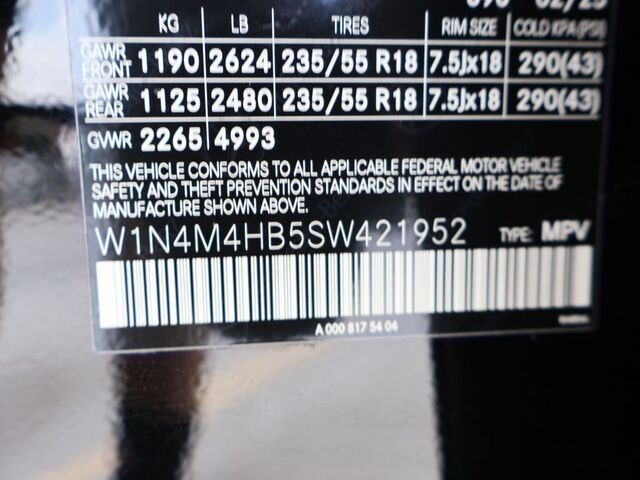 KG LB TIRES RIM SIZE COLD KPA(PSI)
GAWR FRONT 1190 2624 235/55 R18 7.5Jx18 290(43)
GAWR REAR 1125 2480 235/55 R18 7.5Jx18 290(43)
GVWR 2265 4993
THIS VEHICLE CONFORMS TO ALL APPLICABLE FEDERAL MOTOR VEHICLE
SAFETY AND THEFT PREVENTION STANDARDS IN EFFECT ON THE DATE OF
W1N4M4HB5SW421952 TYPE: MPV
A 000 817 54 04